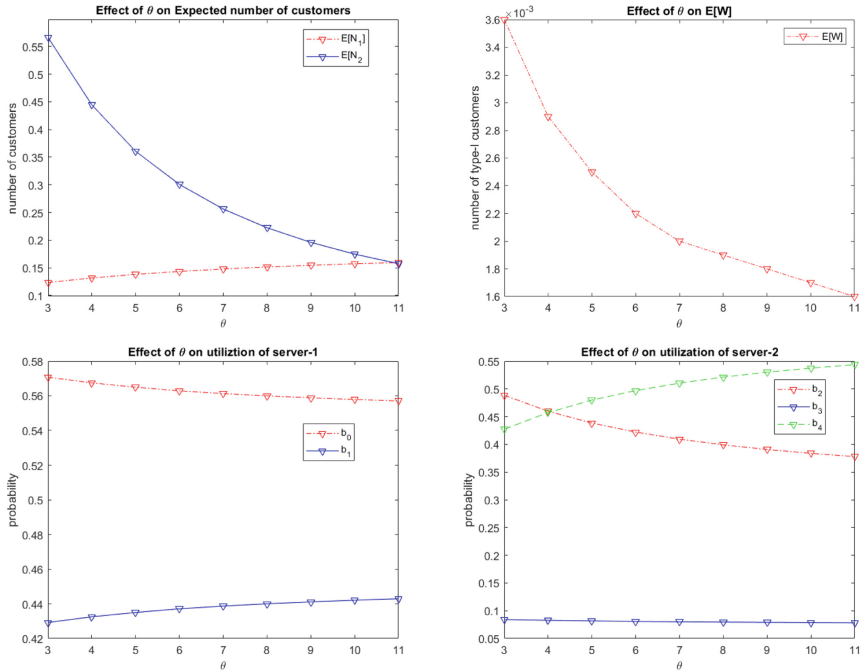 Effect of θ on Expected number of customers
0.55
0.5
0.45
0.4
0.35
0.3
0.25
0.2
0.15
0.1
number of customers
E[N1]
E[N2
3 4 5 6 7 8 9 10 11
θ
×10-3
Effect of θ on E[W]
3.6
3.4
3.2
3
2.8
2.6
2.4
2.2
2
1.8
1.6
number of type-I customers
E[W]
3 4 5 6 7 8 9 10 11
θ
Effect of θ on utiliztion of server-1
0.58
0.56
0.54
0.52
0.5
0.48
0.46
0.44
0.42
probability
b0
b1
3 4 5 6 7 8 9 10 11
θ
Effect of θ on utilization of server-2
0.55
0.5
0.45
0.4
0.35
0.3
0.25
0.2
0.15
0.1
0.05
probability
b2
b3
b4
3 4 5 6 7 8 9 10 11
θ